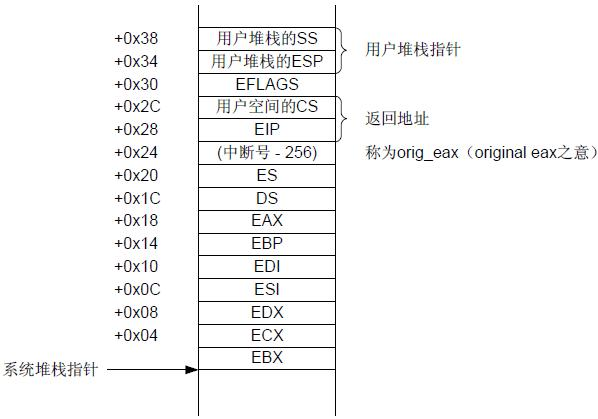 +0x38 用户堆栈的SS
+0x34 用户堆栈的ESP
用户堆栈指针
+0x30 EFLAGS
+0x2C 用户空间的CS
+0x28 EIP
返回地址
+0x24 (中断号 - 256) 称为orig_eax（original eax之意）
+0x20 ES
+0x1C DS
+0x18 EAX
+0x14 EBP
+0x10 EDI
+0x0C ESI
+0x08 EDX
+0x04 ECX
EBX
系统堆栈指针